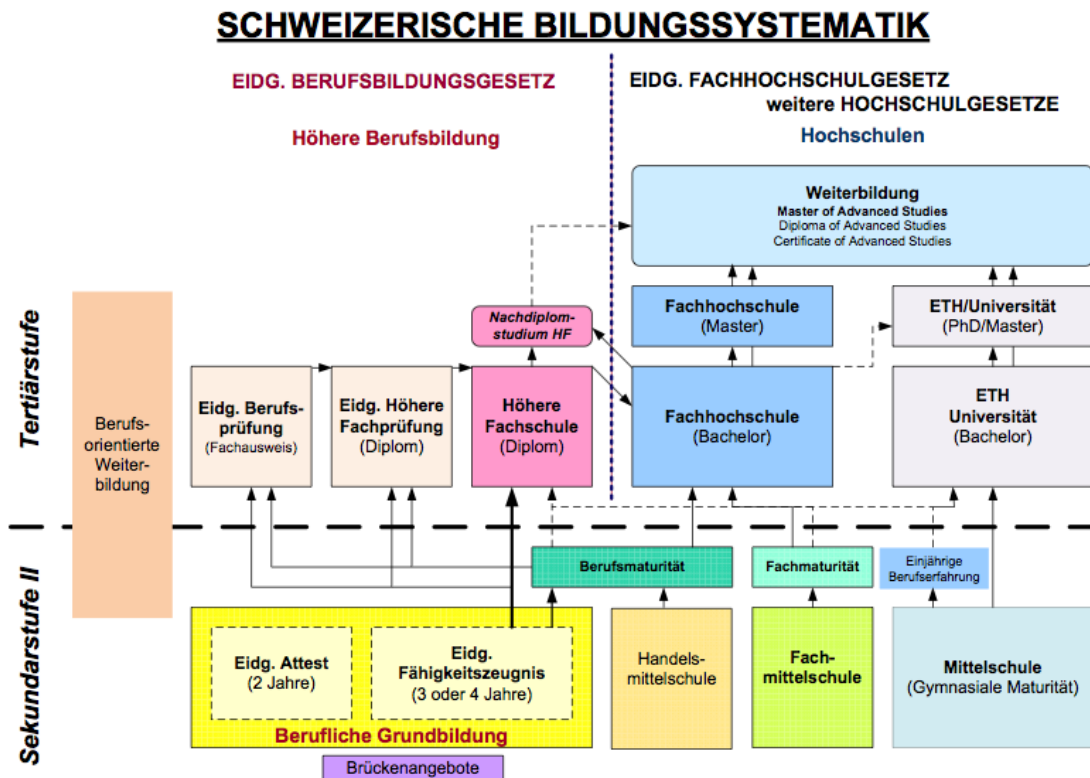 SCHWEIZERISCHE BILDUNGSSYSTEMATIK
EIDG. BERUFSBILDUNGSGESETZ
EIDG. FACHHOCHSCHULGESETZ
weitere HOCHSCHULGESETZE
Höhere Berufsbildung
Hochschulen
Weiterbildung
Master of Advanced Studies
Diploma of Advanced Studies
Certificate of Advanced Studies
Tertiärstufe
Berufs-
orientierte
Weiter-
bildung
Nachdiplom-
studium HF
Fachhochschule
(Master)
ETH/Universität
(PhD/Master)
Eidg. Berufs-
prüfung
(Fachausweis)
Eidg. Höhere
Fachprüfung
(Diplom)
Höhere
Fachschule
(Diplom)
Fachhochschule
(Bachelor)
ETH
Universität
(Bachelor)
Sekundarstufe II
Berufsmaturität
Fachmaturität
Einjährige
Berufserfahrung
Eidg. Attest
(2 Jahre)
Eidg.
Fähigkeitszeugnis
(3 oder 4 Jahre)
Berufliche Grundbildung
Handels-
mittelschule
Fach-
mittelschule
Mittelschule
(Gymnasiale Maturität)
Brückenangebote